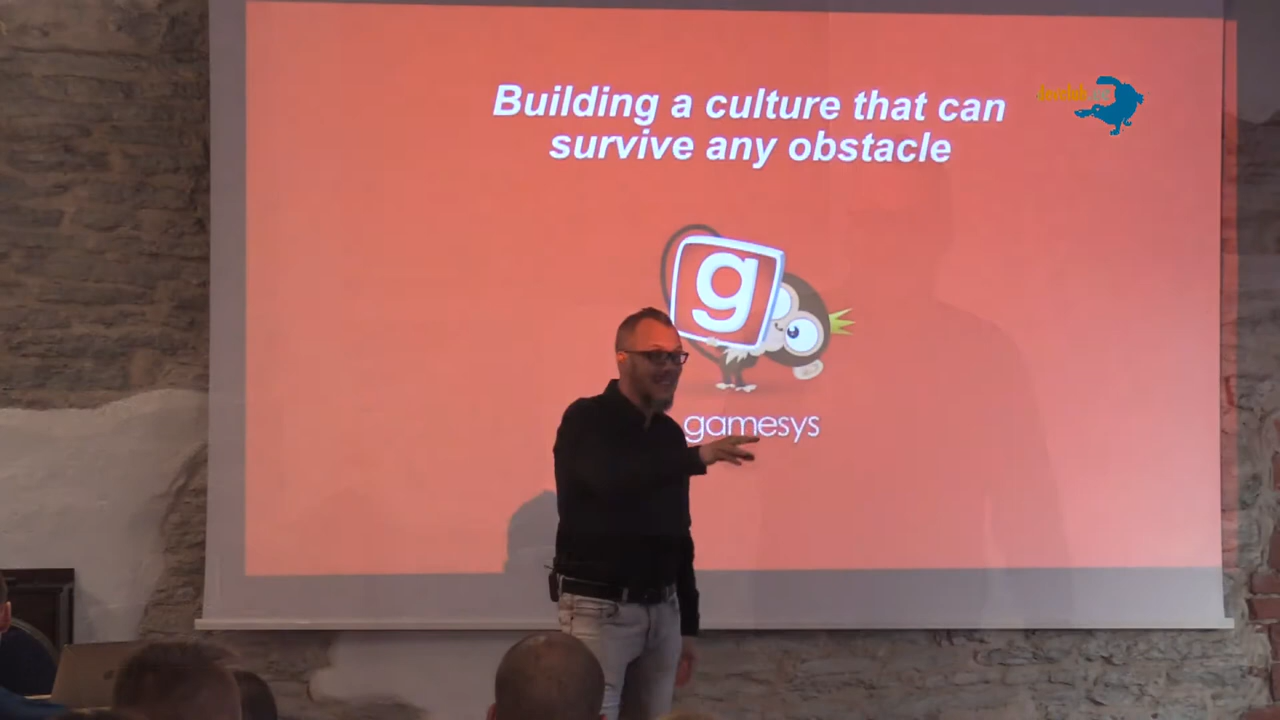 Building a culture that can
survive any obstacle
g
gamesys